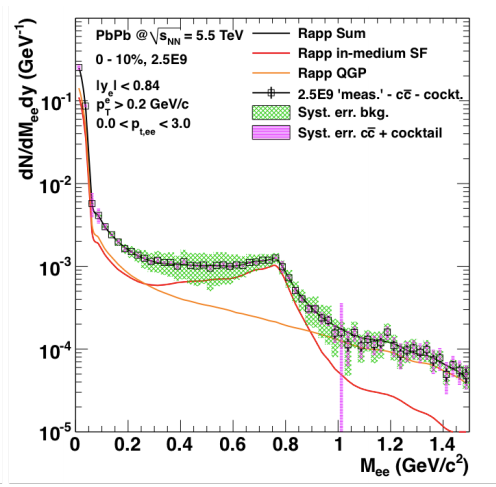 PbPb @ √s_NN = 5.5 TeV
0 - 10%, 2.5E9
|y_e| < 0.84
p_T^e > 0.2 GeV/c
0.0 < p_t,ee < 3.0
Rapp Sum
Rapp in-medium SF
Rapp QGP
2.5E9 'meas.' - cc̅ - cockt.
Syst. err. bkg.
Syst. err. cc̅ + cocktail
dN/dM_ee dy (GeV⁻¹)
10⁻¹
10⁻²
10⁻³
10⁻⁴
10⁻⁵
0 0.2 0.4 0.6 0.8 1 1.2 1.4
M_ee (GeV/c²)